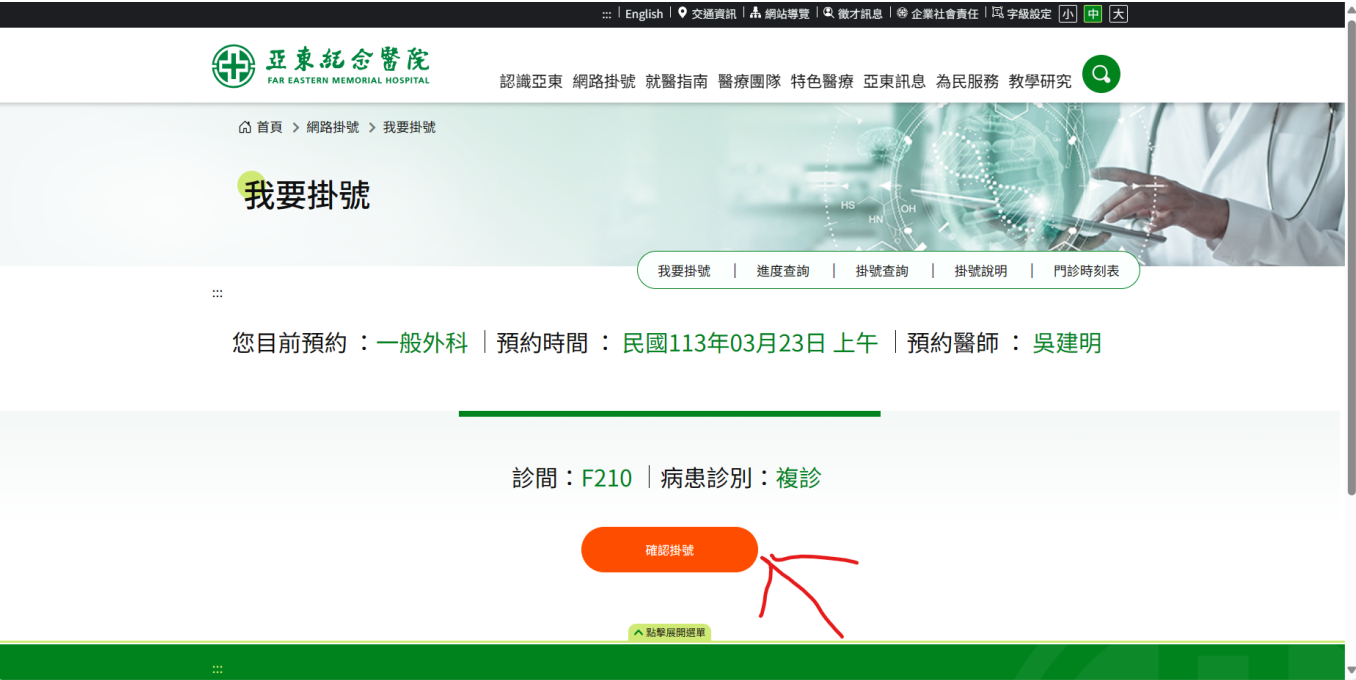 ::: | English | 交通資訊 | 網站導覽 | 徵才訊息 | 企業社會責任 | 字級設定 小 中 大
亞東紀念醫院
FAR EASTERN MEMORIAL HOSPITAL
認識亞東 網路掛號 就醫指南 醫療團隊 特色醫療 亞東訊息 為民服務 教學研究
首頁 > 網路掛號 > 我要掛號
我要掛號
HS
HN
OH
我要掛號 | 進度查詢 | 掛號查詢 | 掛號說明 | 門診時刻表
:::
您目前預約 ：一般外科 | 預約時間 ： 民國113年03月23日 上午 | 預約醫師 ： 吳建明
診間：F210 | 病患診別：複診
確認掛號
點擊展開選單
:::